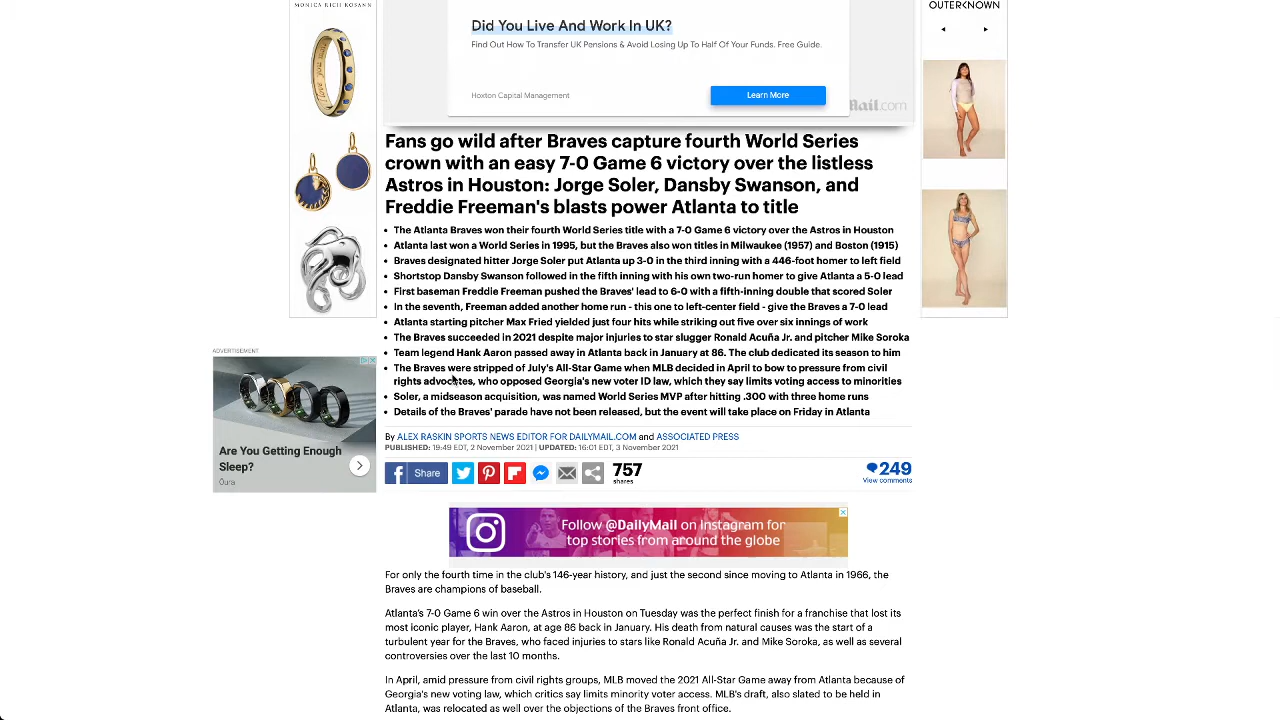 MONICA RICH KOSANN
OUTERKNOWN
Did You Live And Work In UK?
Find Out How To Transfer UK Pensions & Avoid Losing Up To Half Of Your Funds. Free Guide.
Hoxton Capital Management
Learn More
Mail.com
Fans go wild after Braves capture fourth World Series
crown with an easy 7-0 Game 6 victory over the listless
Astros in Houston: Jorge Soler, Dansby Swanson, and
Freddie Freeman's blasts power Atlanta to title
• The Atlanta Braves won their fourth World Series title with a 7-0 Game 6 victory over the Astros in Houston
• Atlanta last won a World Series in 1995, but the Braves also won titles in Milwaukee (1957) and Boston (1915)
• Braves designated hitter Jorge Soler put Atlanta up 3-0 in the third inning with a 446-foot homer to left field
• Shortstop Dansby Swanson followed in the fifth inning with his own two-run homer to give Atlanta a 5-0 lead
• First baseman Freddie Freeman pushed the Braves' lead to 6-0 with a fifth-inning double that scored Soler
• In the seventh, Freeman added another home run - this one to left-center field - give the Braves a 7-0 lead
• Atlanta starting pitcher Max Fried yielded just four hits while striking out five over six innings of work
• The Braves succeeded in 2021 despite major injuries to star slugger Ronald Acuña Jr. and pitcher Mike Soroka
• Team legend Hank Aaron passed away in Atlanta back in January at 86. The club dedicated its season to him
• The Braves were stripped of July's All-Star Game when MLB decided in April to bow to pressure from civil
rights advocates, who opposed Georgia's new voter ID law, which they say limits voting access to minorities
• Soler, a midseason acquisition, was named World Series MVP after hitting .300 with three home runs
• Details of the Braves' parade have not been released, but the event will take place on Friday in Atlanta
ADVERTISEMENT
Are You Getting Enough
Sleep?
Ōura
By ALEX RASKIN SPORTS NEWS EDITOR FOR DAILYMAIL.COM and ASSOCIATED PRESS
PUBLISHED: 19:49 EDT, 2 November 2021 | UPDATED: 16:01 EDT, 3 November 2021
Share
757
shares
249
View comments
Follow @DailyMail on Instagram for
top stories from around the globe
For only the fourth time in the club's 146-year history, and just the second since moving to Atlanta in 1966, the
Braves are champions of baseball.
Atlanta's 7-0 Game 6 win over the Astros in Houston on Tuesday was the perfect finish for a franchise that lost its
most iconic player, Hank Aaron, at age 86 back in January. His death from natural causes was the start of a
turbulent year for the Braves, who faced injuries to stars like Ronald Acuña Jr. and Mike Soroka, as well as several
controversies over the last 10 months.
In April, amid pressure from civil rights groups, MLB moved the 2021 All-Star Game away from Atlanta because of
Georgia's new voting law, which critics say limits minority voter access. MLB's draft, also slated to be held in
Atlanta, was relocated as well over the objections of the Braves front office.